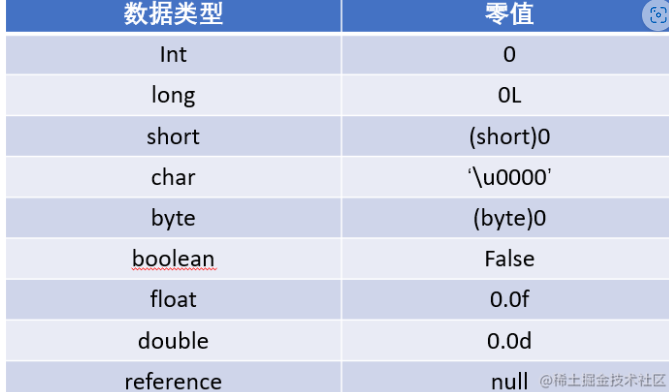 数据类型 零值
Int 0
long 0L
short (short)0
char ‘\u0000’
byte (byte)0
boolean False
float 0.0f
double 0.0d
reference null @稀土掘金技术社区